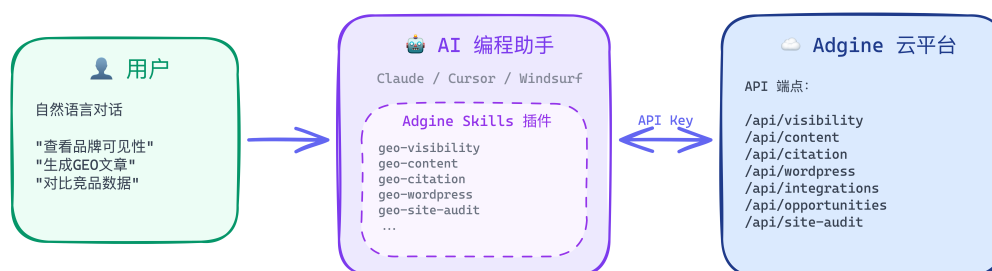 👤 用户
自然语言对话
"查看品牌可见性"
"生成GEO文章"
"对比竞品数据"
🤖 AI 编程助手
Claude / Cursor / Windsurf
Adgine Skills 插件
geo-visibility
geo-content
geo-citation
geo-wordpress
geo-site-audit
...
API Key
☁️ Adgine 云平台
API 端点:
/api/visibility
/api/content
/api/citation
/api/wordpress
/api/integrations
/api/opportunities
/api/site-audit